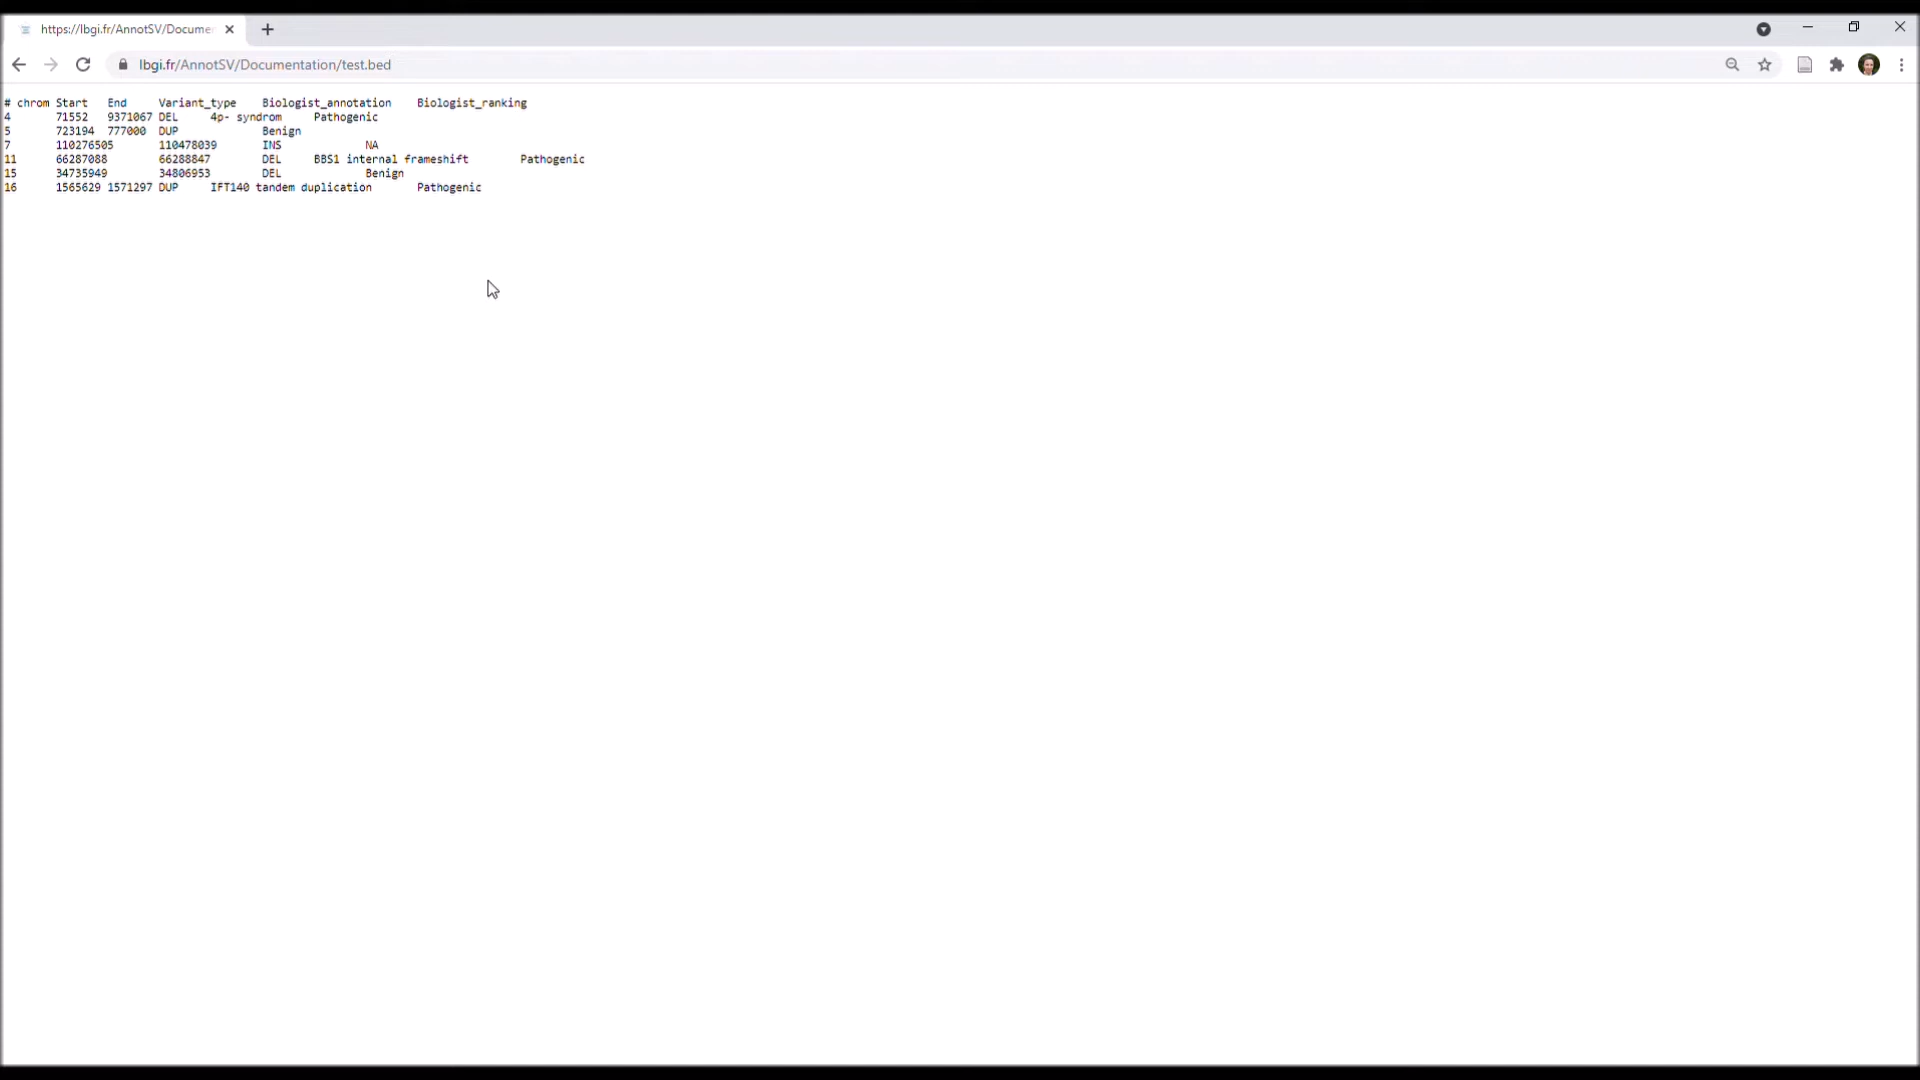 https://lbgi.fr/AnnotSV/Docume
lbgi.fr/AnnotSV/Documentation/test.bed
# chrom Start End Variant_type Biologist_annotation Biologist_ranking
4 71552 9371067 DEL 4p- syndrom Pathogenic
5 723194 777000 DUP Benign
7 110276505 110478039 INS NA
11 66287088 66288847 DEL BBS1 internal frameshift Pathogenic
15 34735949 34806953 DEL Benign
16 1565629 1571297 DUP IFT140 tandem duplication Pathogenic